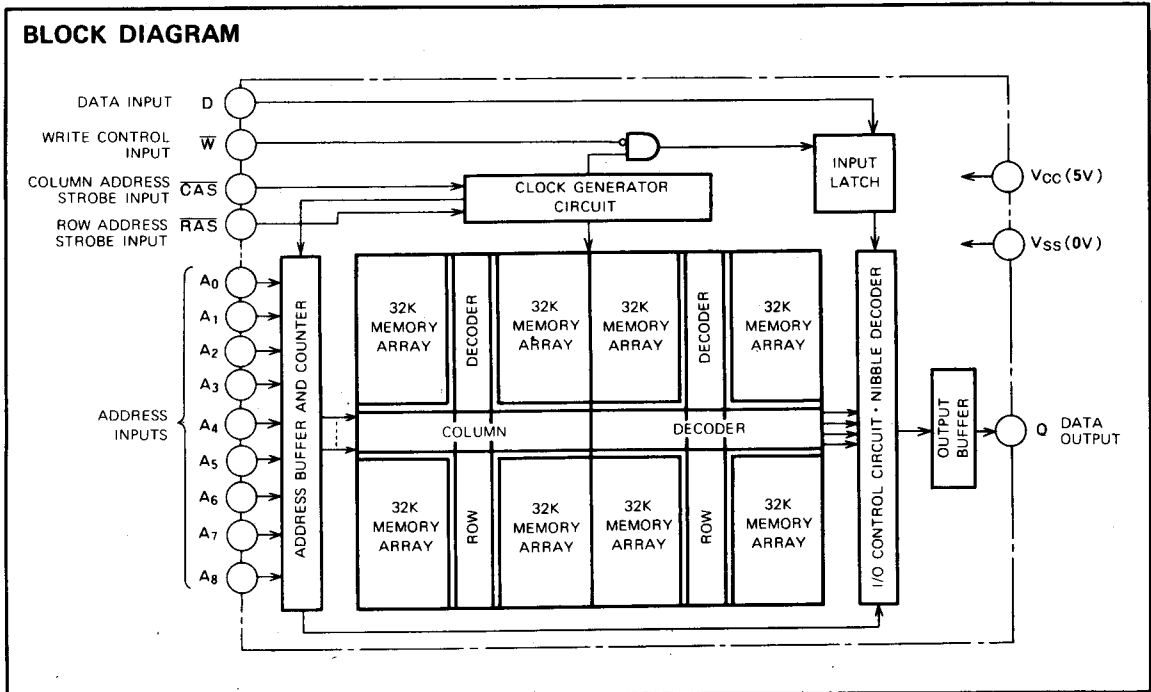 BLOCK DIAGRAM
DATA INPUT D
WRITE CONTROL
INPUT
W̅
COLUMN ADDRESS
STROBE INPUT
C̅A̅S̅
ROW ADDRESS
STROBE INPUT
R̅A̅S̅
ADDRESS
INPUTS
A0
A1
A2
A3
A4
A5
A6
A7
A8
ADDRESS BUFFER AND COUNTER
CLOCK GENERATOR
CIRCUIT
INPUT
LATCH
32K
MEMORY
ARRAY
DECODER
32K
MEMORY
ARRAY
32K
MEMORY
ARRAY
DECODER
32K
MEMORY
ARRAY
COLUMN
DECODER
32K
MEMORY
ARRAY
ROW
32K
MEMORY
ARRAY
32K
MEMORY
ARRAY
ROW
32K
MEMORY
ARRAY
I/O CONTROL CIRCUIT · NIBBLE DECODER
OUTPUT
BUFFER
VCC (5V)
VSS (0V)
Q DATA
OUTPUT